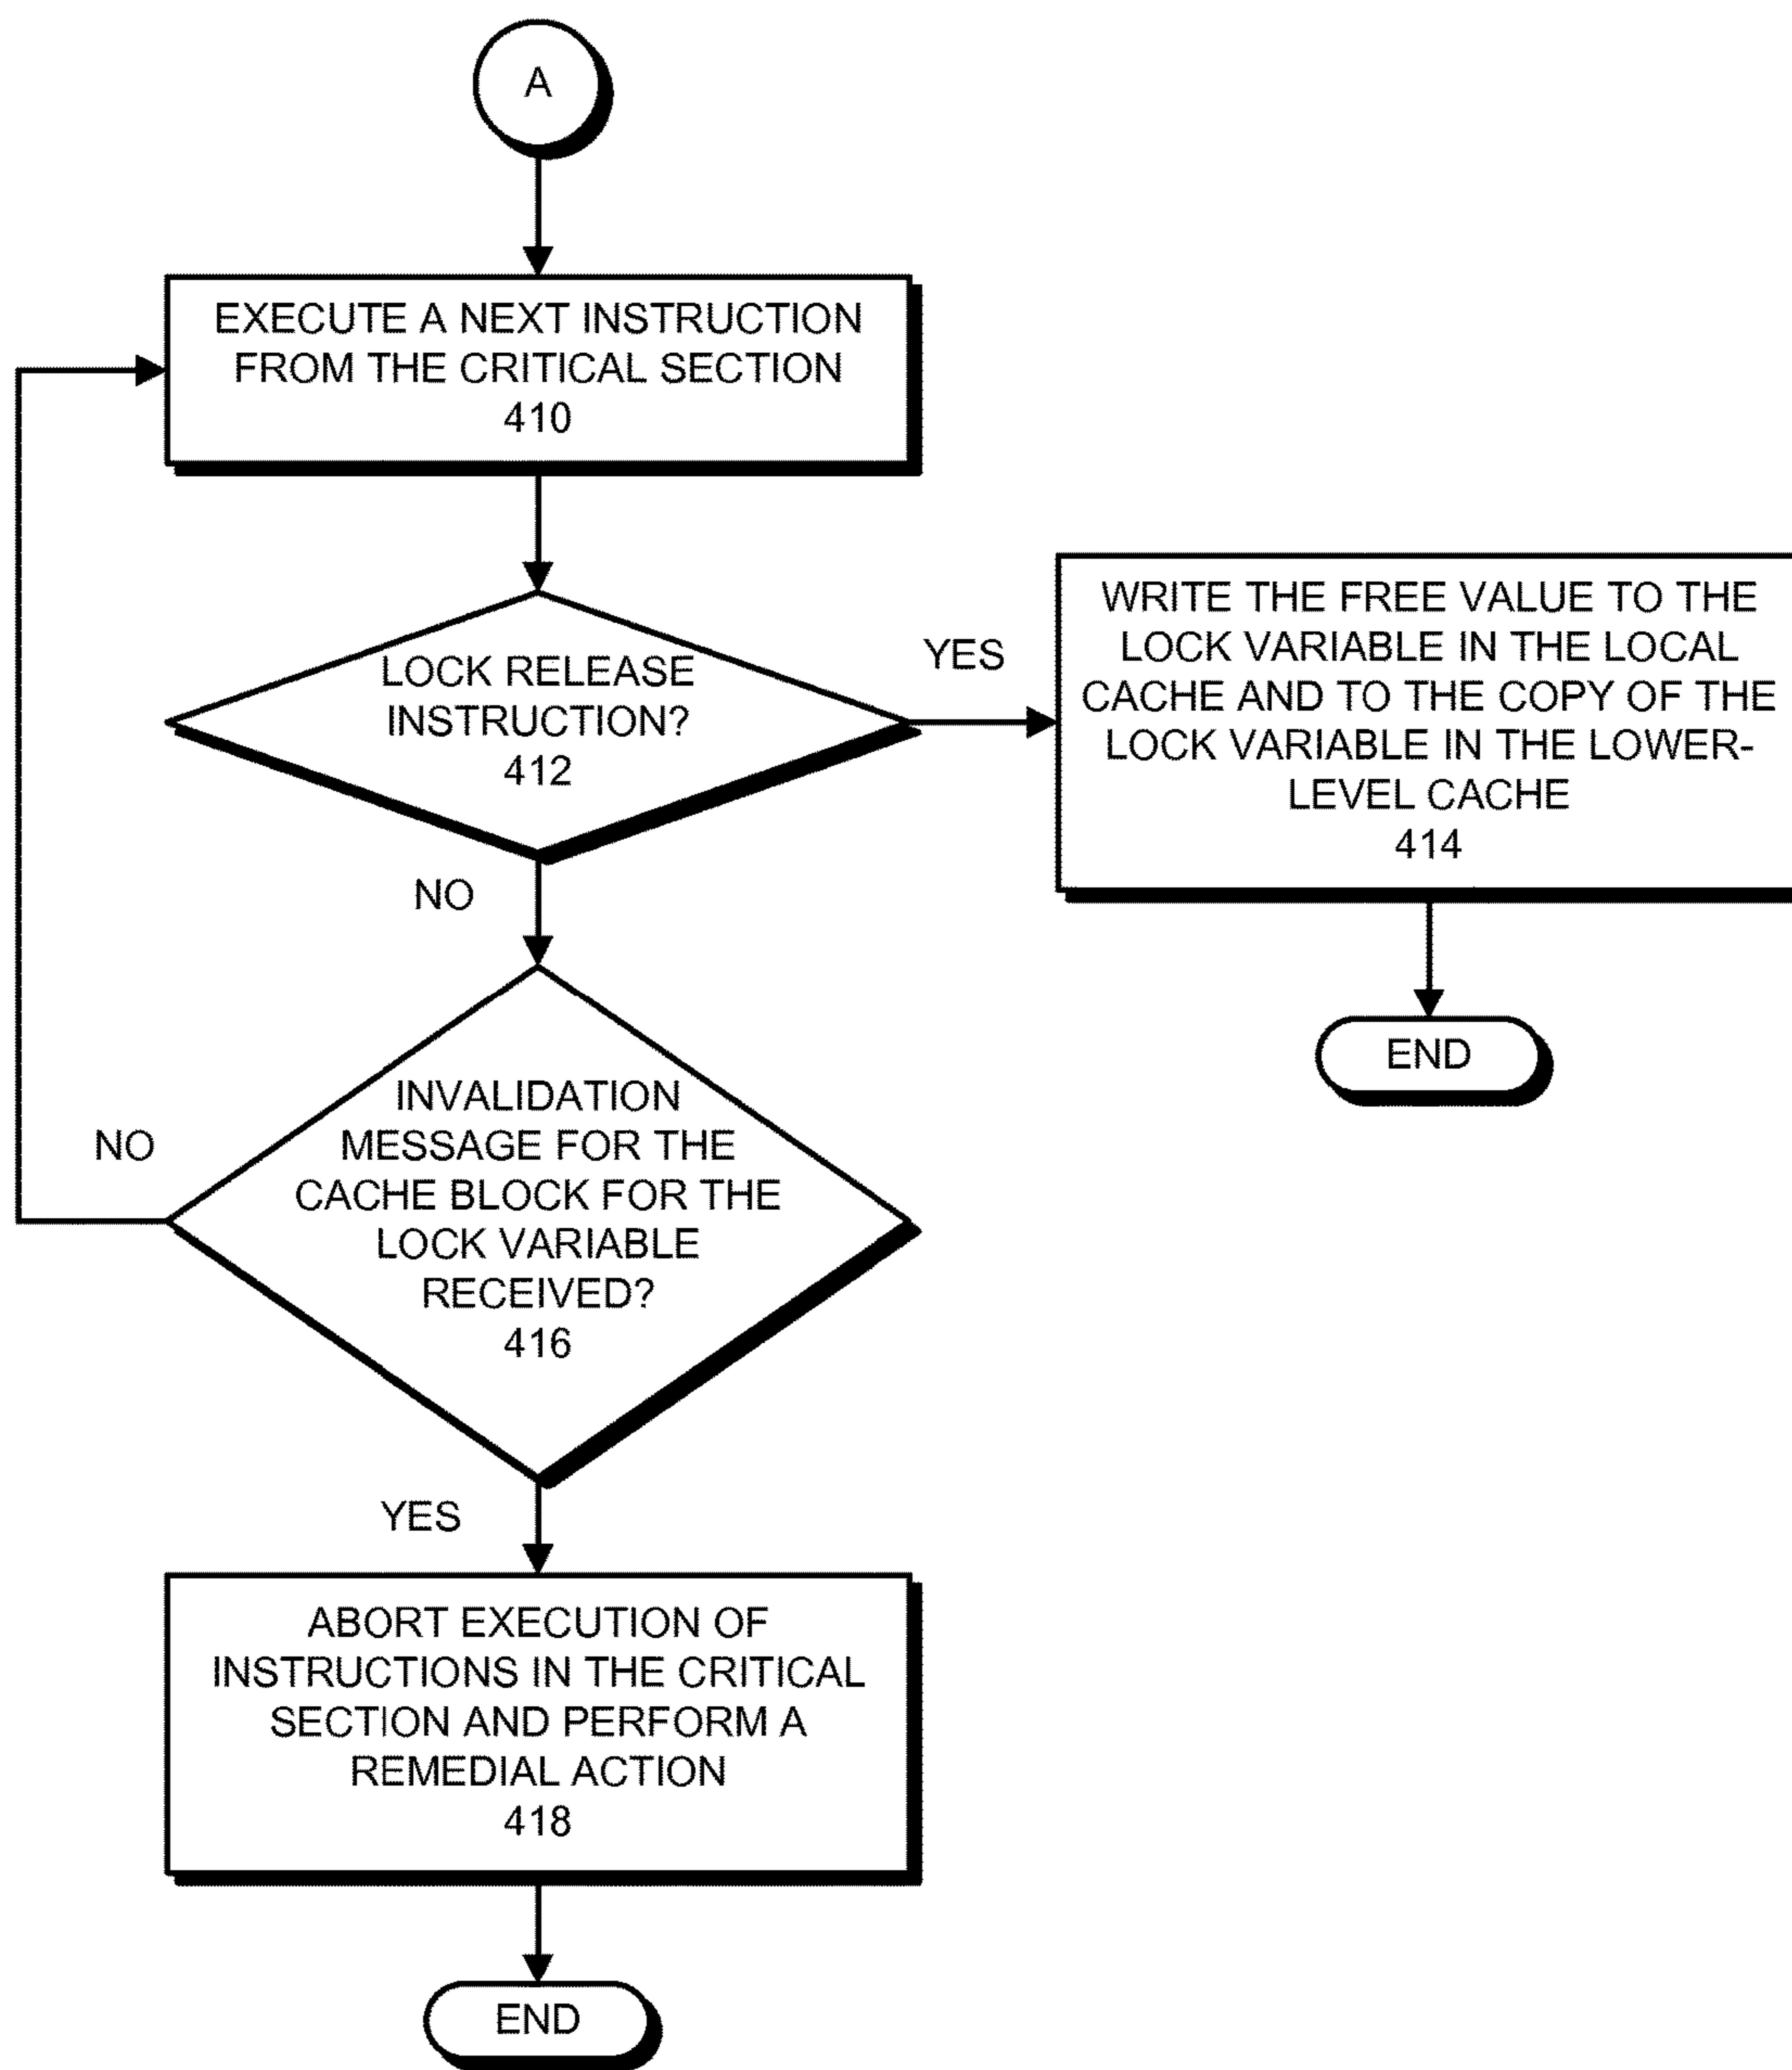 A
EXECUTE A NEXT INSTRUCTION
FROM THE CRITICAL SECTION
410
LOCK RELEASE
INSTRUCTION?
412
YES
WRITE THE FREE VALUE TO THE
LOCK VARIABLE IN THE LOCAL
CACHE AND TO THE COPY OF THE
LOCK VARIABLE IN THE LOWER-
LEVEL CACHE
414
END
NO
INVALIDATION
MESSAGE FOR THE
CACHE BLOCK FOR THE
LOCK VARIABLE
RECEIVED?
416
NO
YES
ABORT EXECUTION OF
INSTRUCTIONS IN THE CRITICAL
SECTION AND PERFORM A
REMEDIAL ACTION
418
END